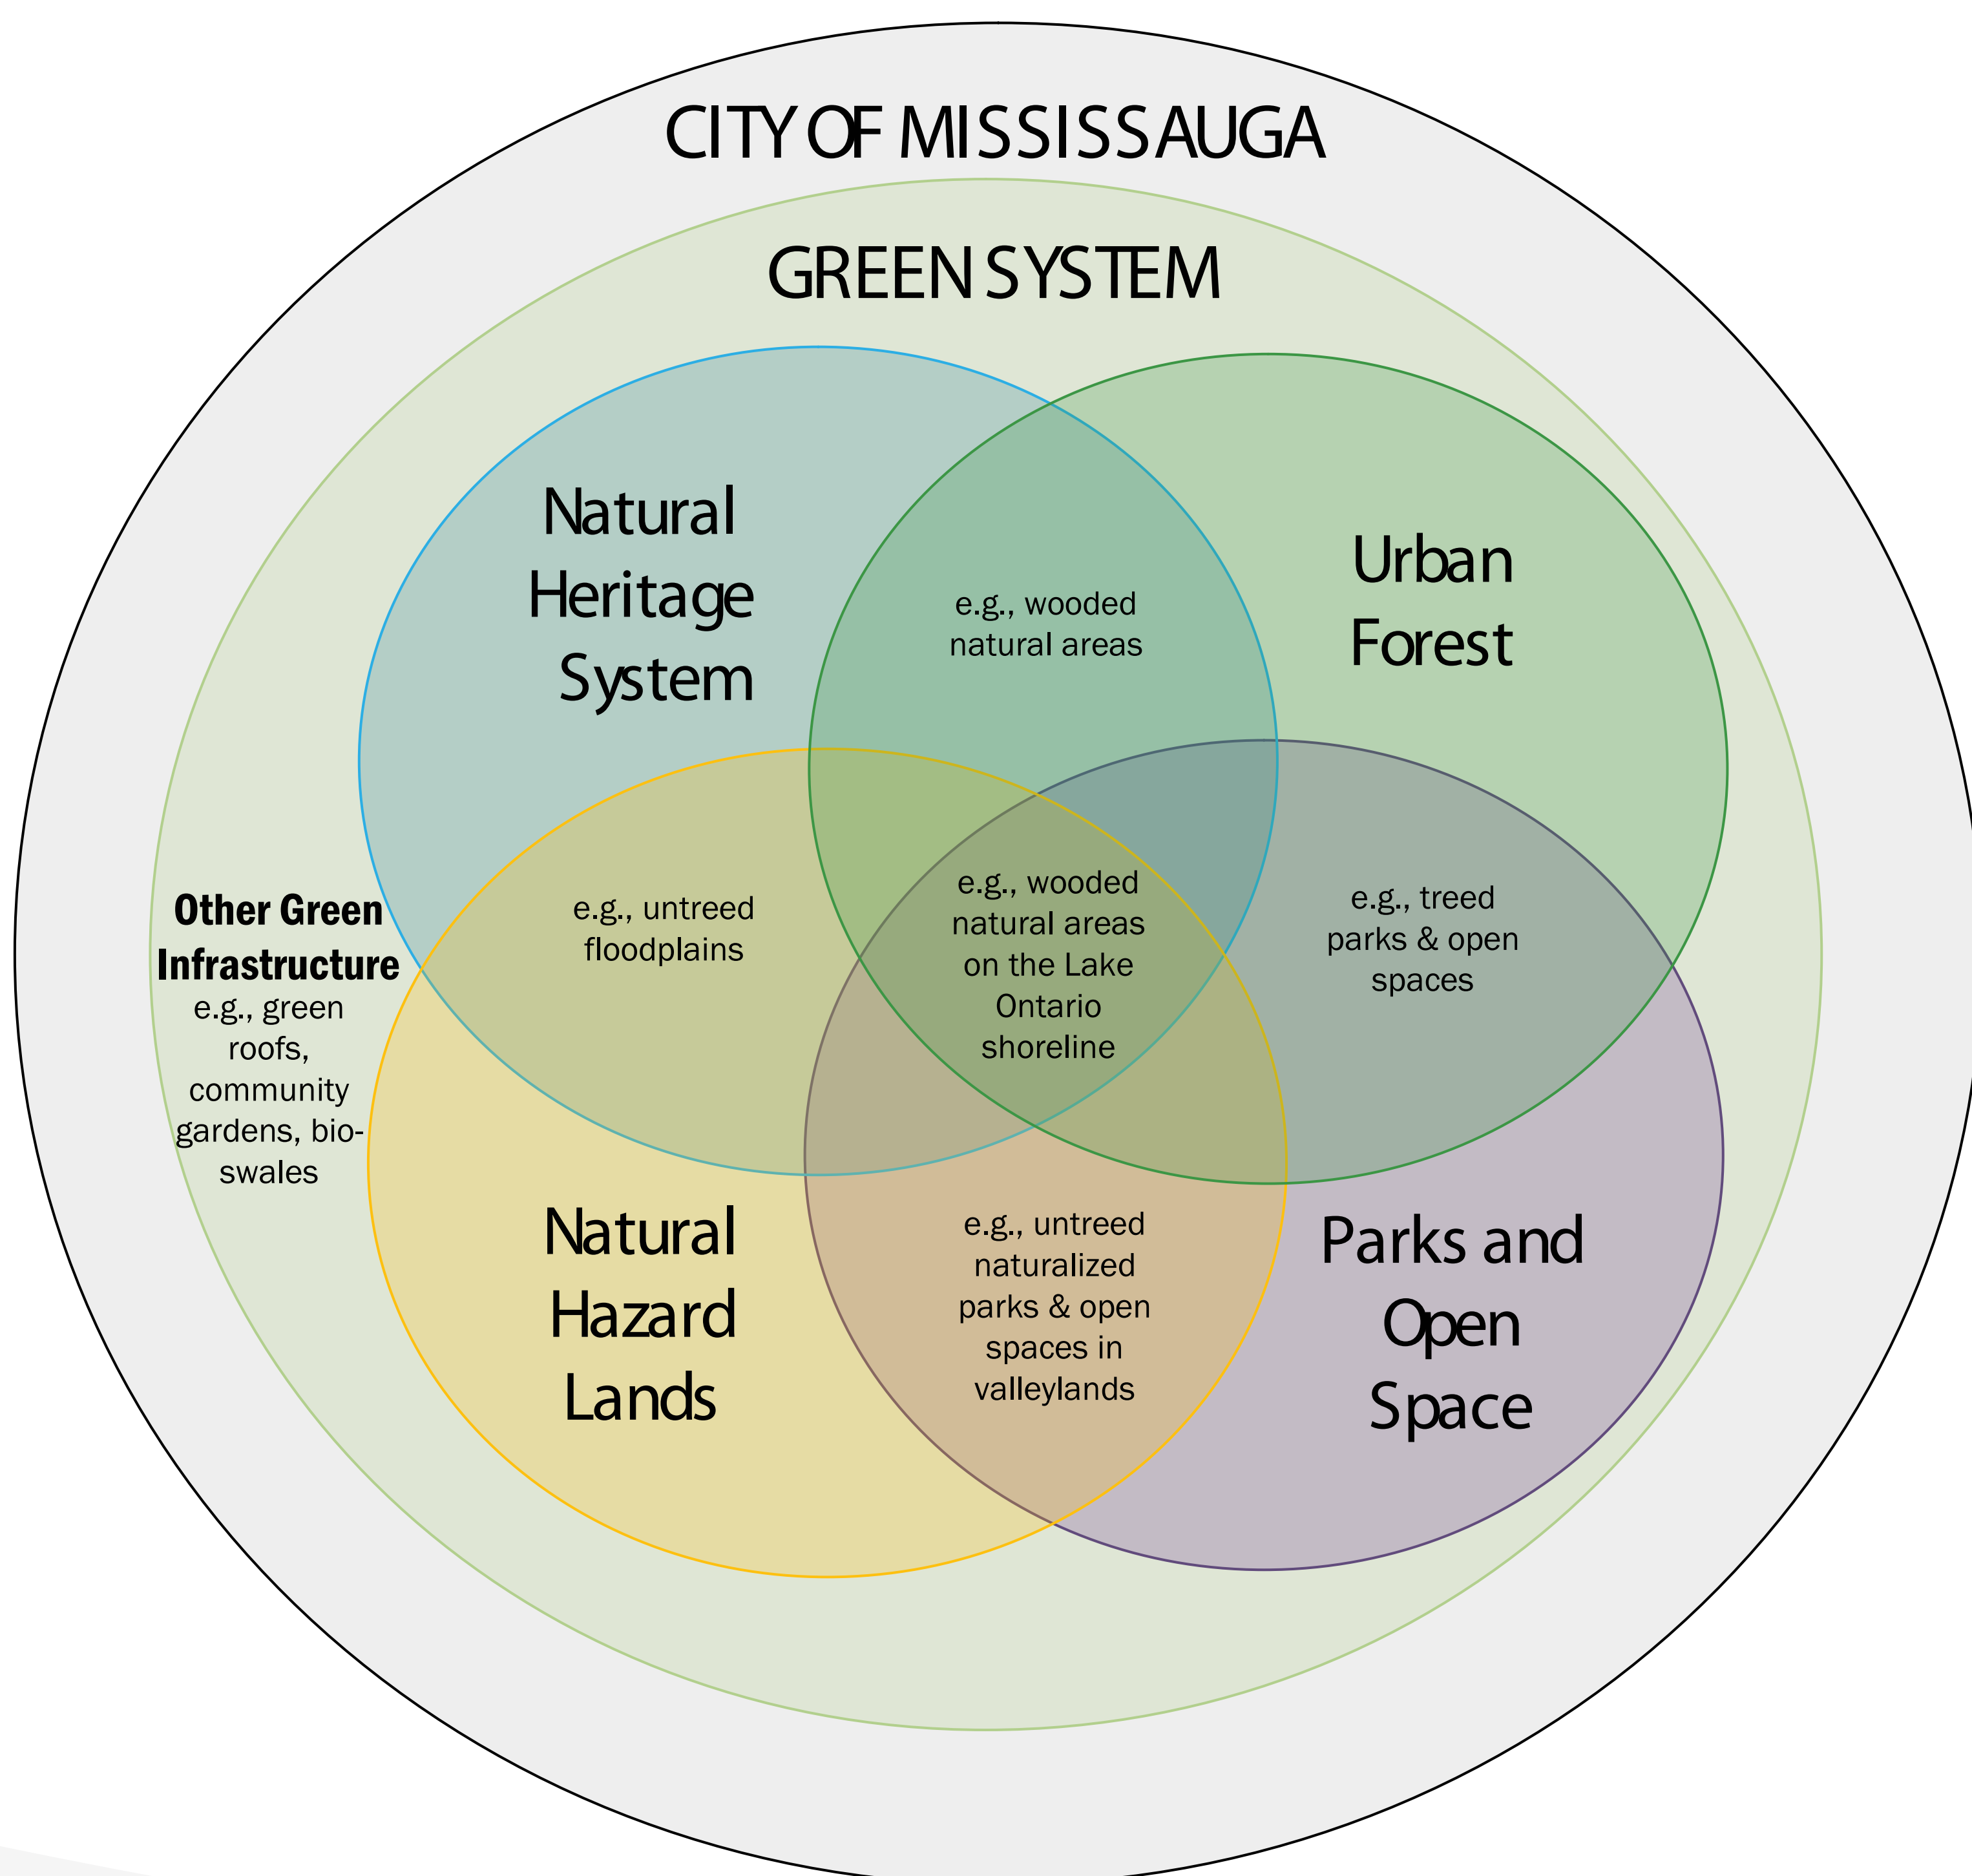 CITY OF MISSISSAUGA
GREEN SYSTEM
Natural
Heritage
System
Urban
Forest
e.g., wooded
natural areas
Other Green
Infrastructure
e.g., green
roofs,
community
gardens, bio-
swales
e.g., untreed
floodplains
e.g., wooded
natural areas
on the Lake
Ontario
shoreline
e.g., treed
parks & open
spaces
Natural
Hazard
Lands
e.g., untreed
naturalized
parks & open
spaces in
valleylands
Parks and
Open
Space